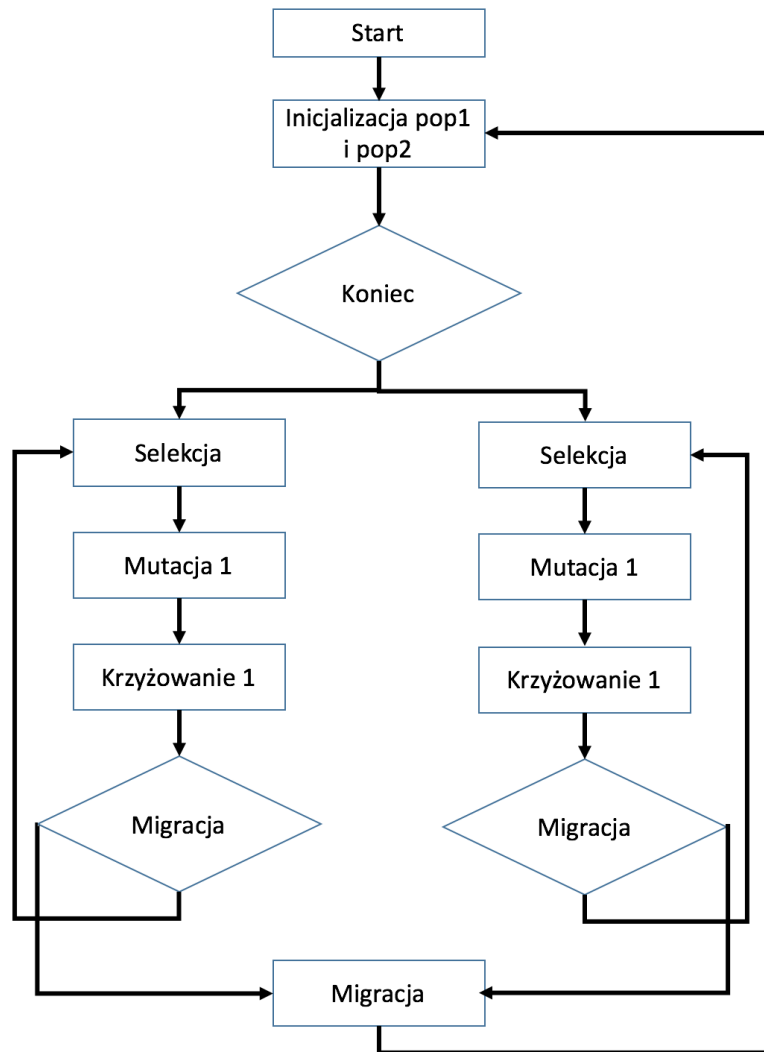 Start
Inicjalizacja pop1
i pop2
Koniec
Selekcja
Selekcja
Mutacja 1
Mutacja 1
Krzyżowanie 1
Krzyżowanie 1
Migracja
Migracja
Migracja